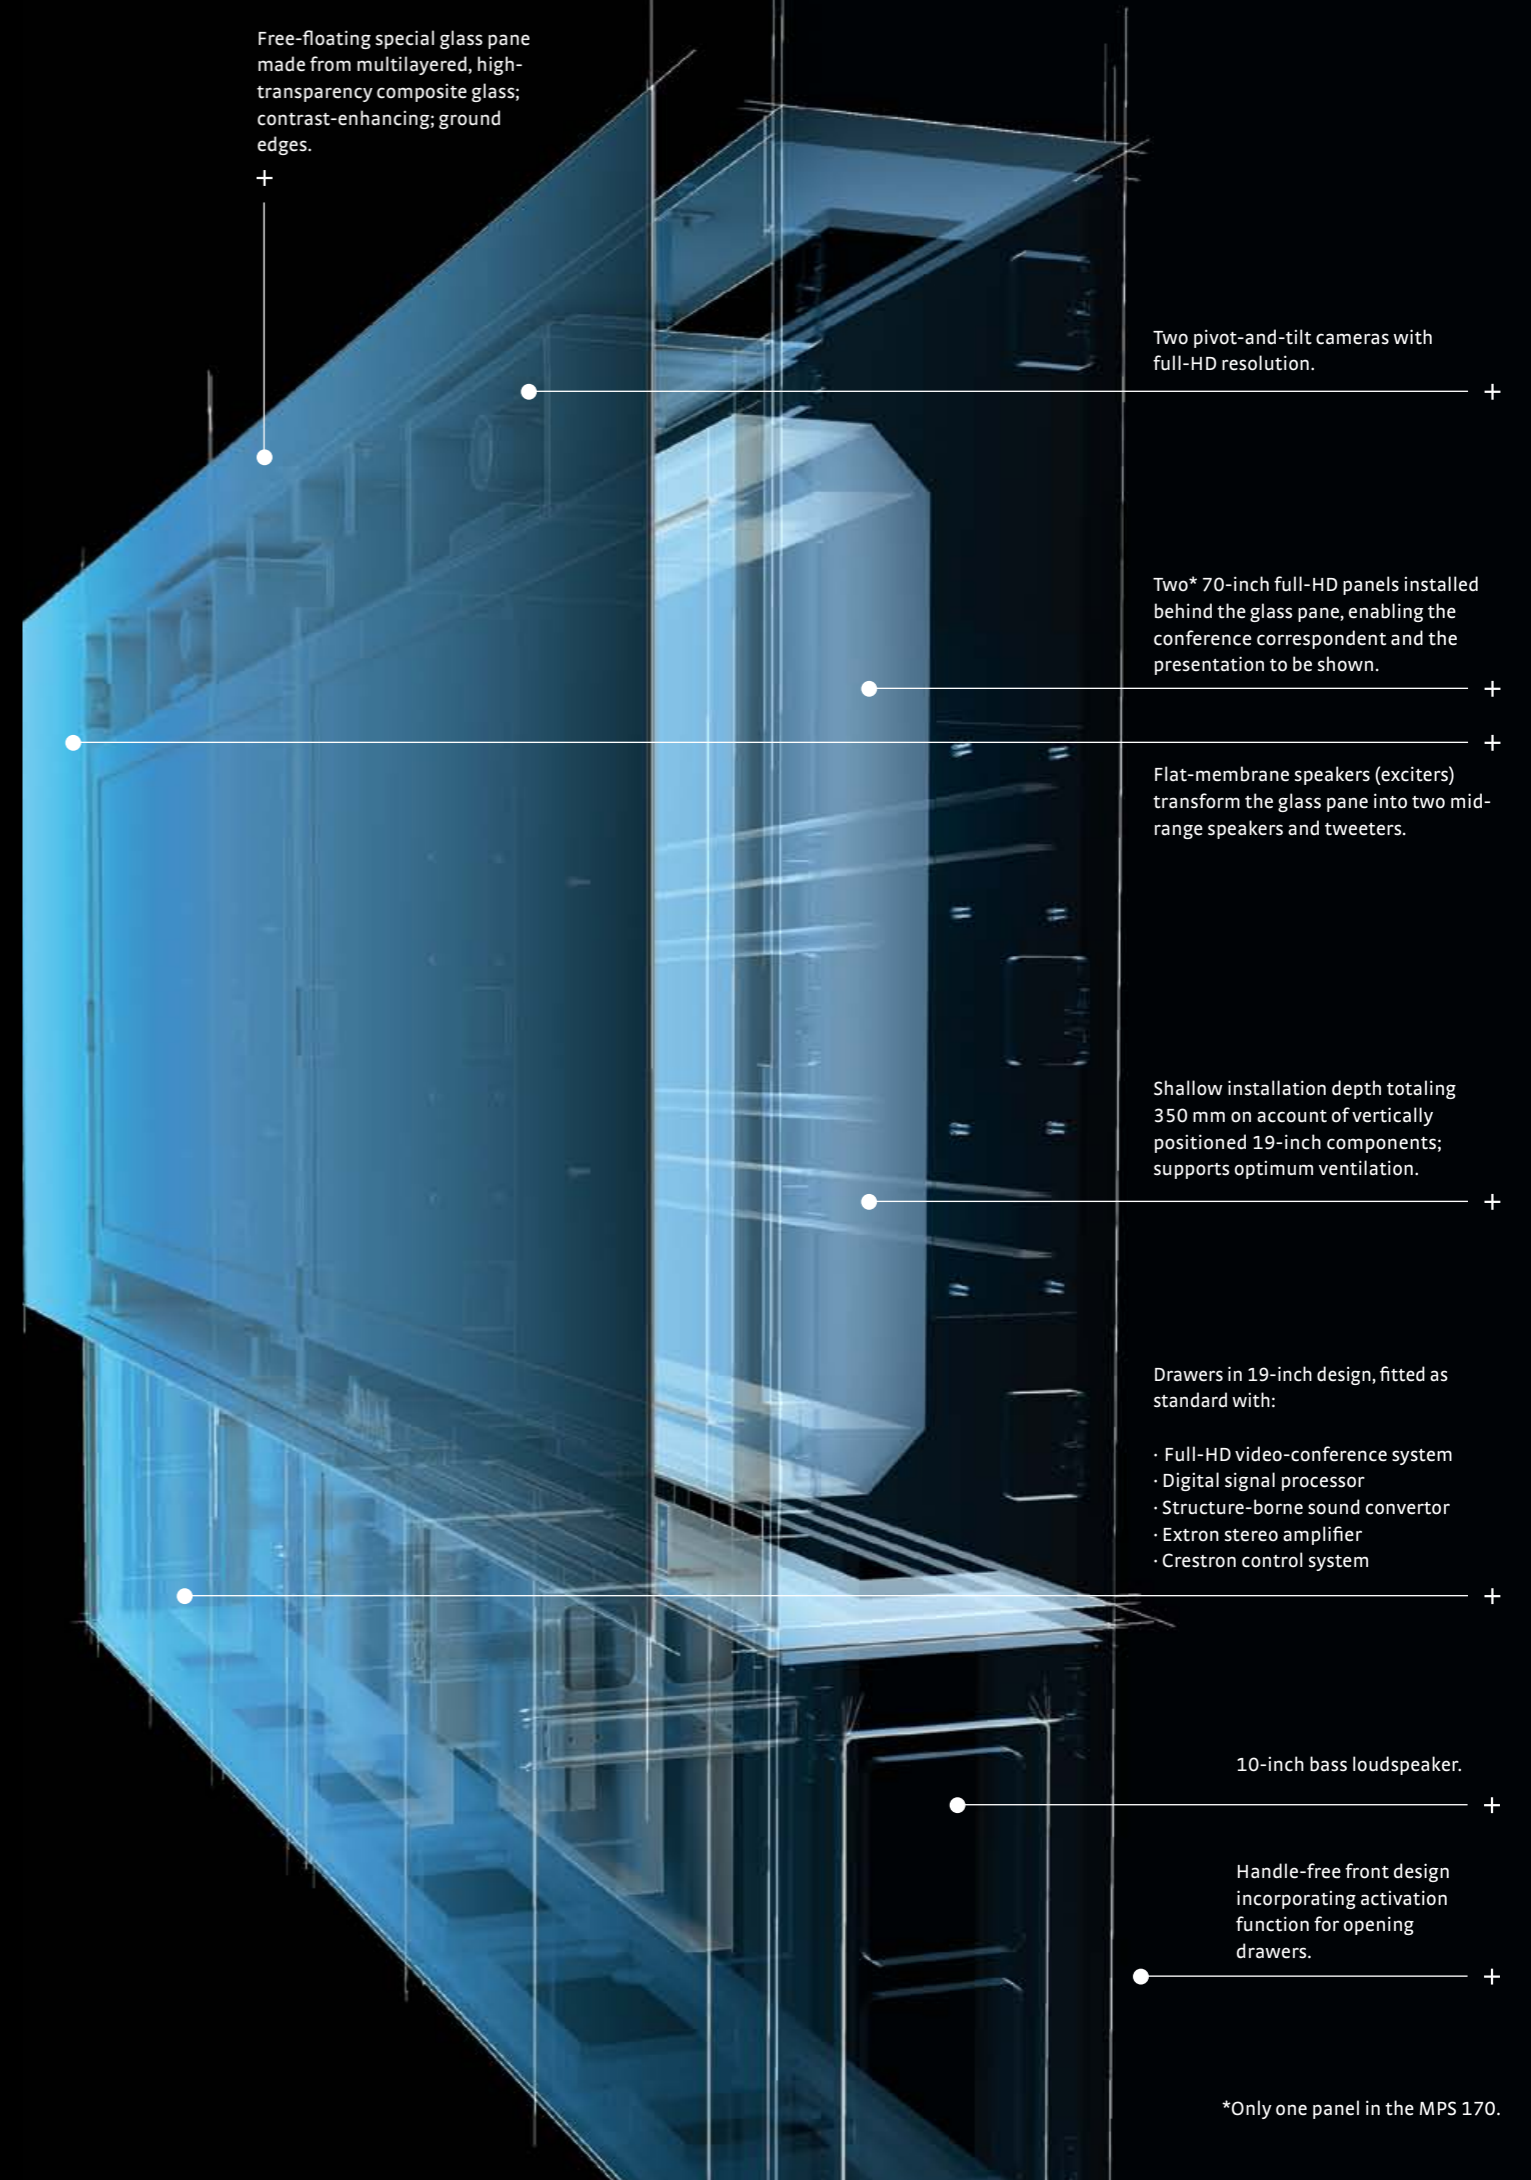 Free-floating special glass pane
made from multilayered, high-
transparency composite glass;
contrast-enhancing; ground
edges.
Two pivot-and-tilt cameras with
full-HD resolution.
Two* 70-inch full-HD panels installed
behind the glass pane, enabling the
conference correspondent and the
presentation to be shown.
Flat-membrane speakers (exciters)
transform the glass pane into two mid-
range speakers and tweeters.
Shallow installation depth totaling
350 mm on account of vertically
positioned 19-inch components;
supports optimum ventilation.
Drawers in 19-inch design, fitted as
standard with:
· Full-HD video-conference system
· Digital signal processor
· Structure-borne sound convertor
· Extron stereo amplifier
· Crestron control system
10-inch bass loudspeaker.
Handle-free front design
incorporating activation
function for opening
drawers.
*Only one panel in the MPS 170.